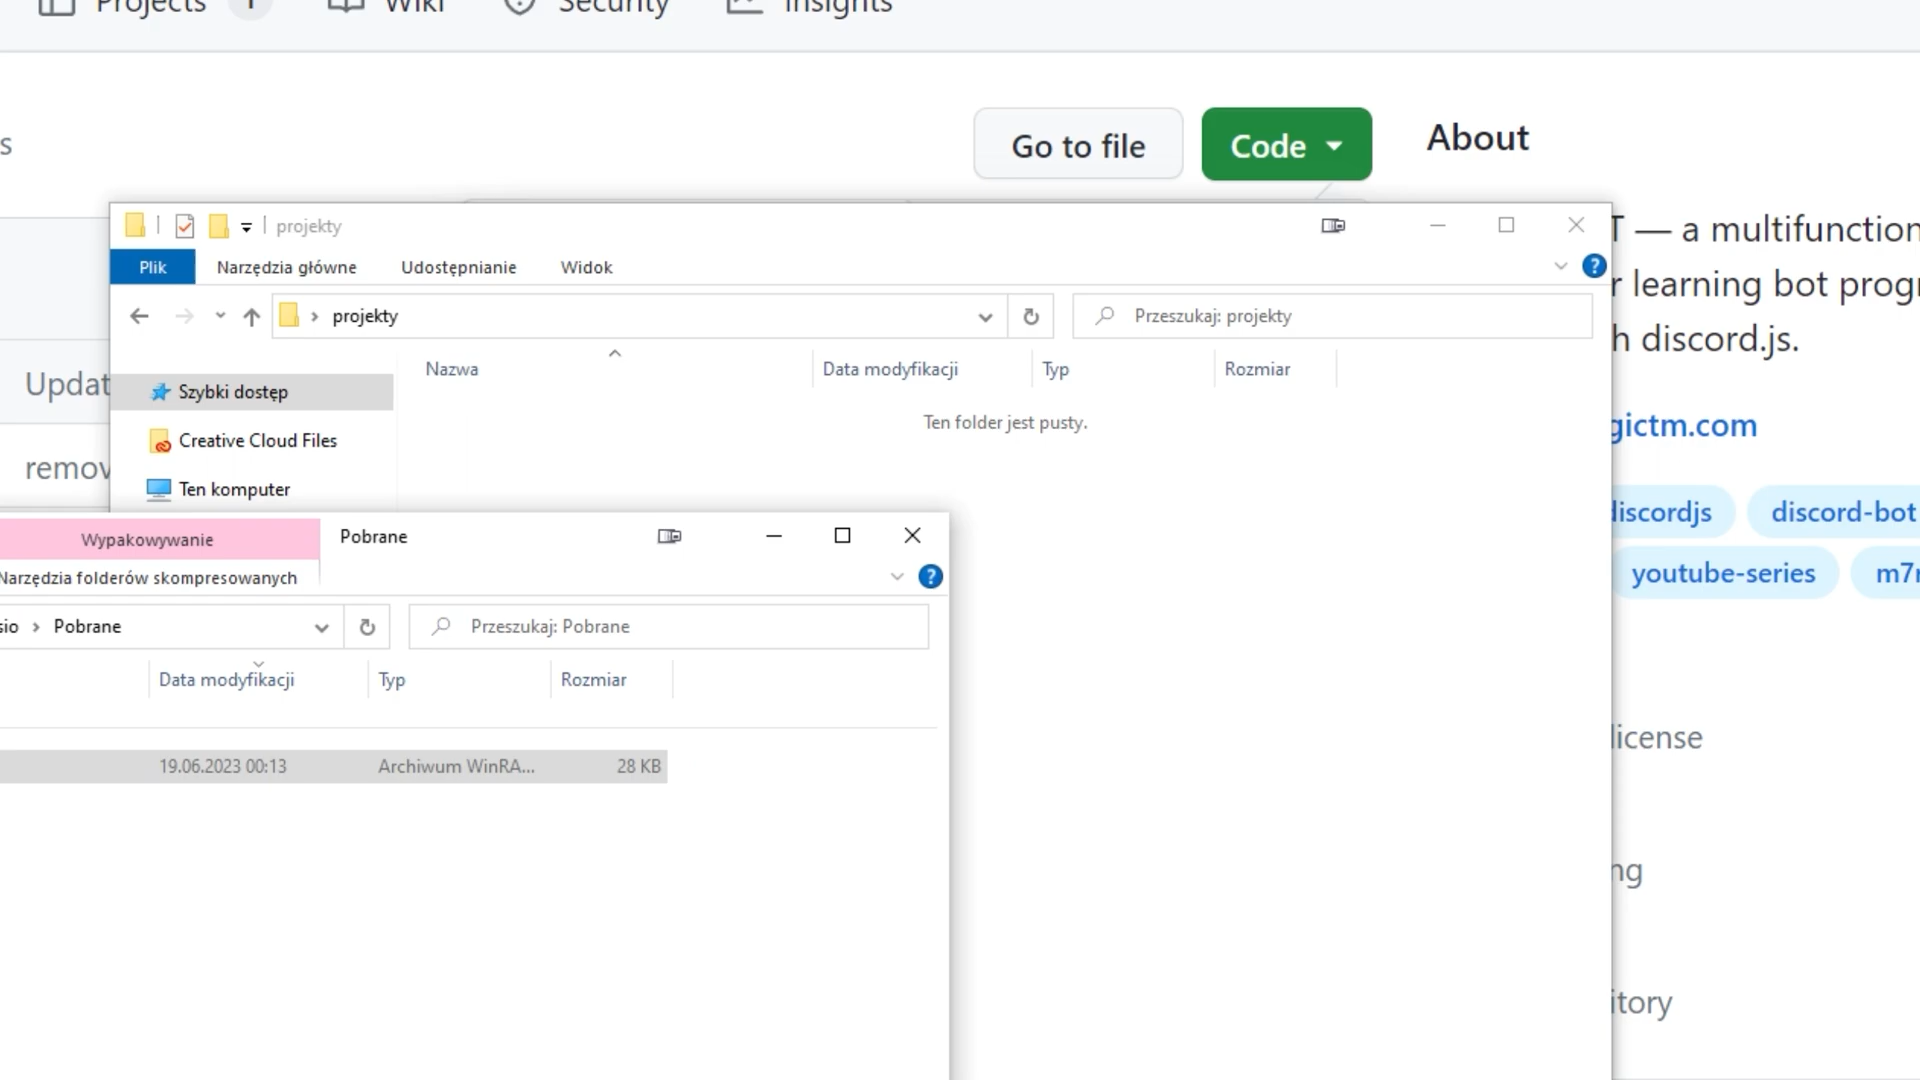 Projects 1 Wiki Security Insights
s
Go to file Code About
projekty
T — a multifunction
Plik Narzędzia główne Udostępnianie Widok
r learning bot progr
projekty Przeszukaj: projekty
h discord.js.
Nazwa Data modyfikacji Typ Rozmiar
Updat Szybki dostęp
Ten folder jest pusty.
gictm.com
Creative Cloud Files
remov
Ten komputer
discordjs discord-bot
Wypakowywanie Pobrane
youtube-series m7r
Narzędzia folderów skompresowanych
sio › Pobrane Przeszukaj: Pobrane
Data modyfikacji Typ Rozmiar
license
19.06.2023 00:13 Archiwum WinRA... 28 KB
ng
itory